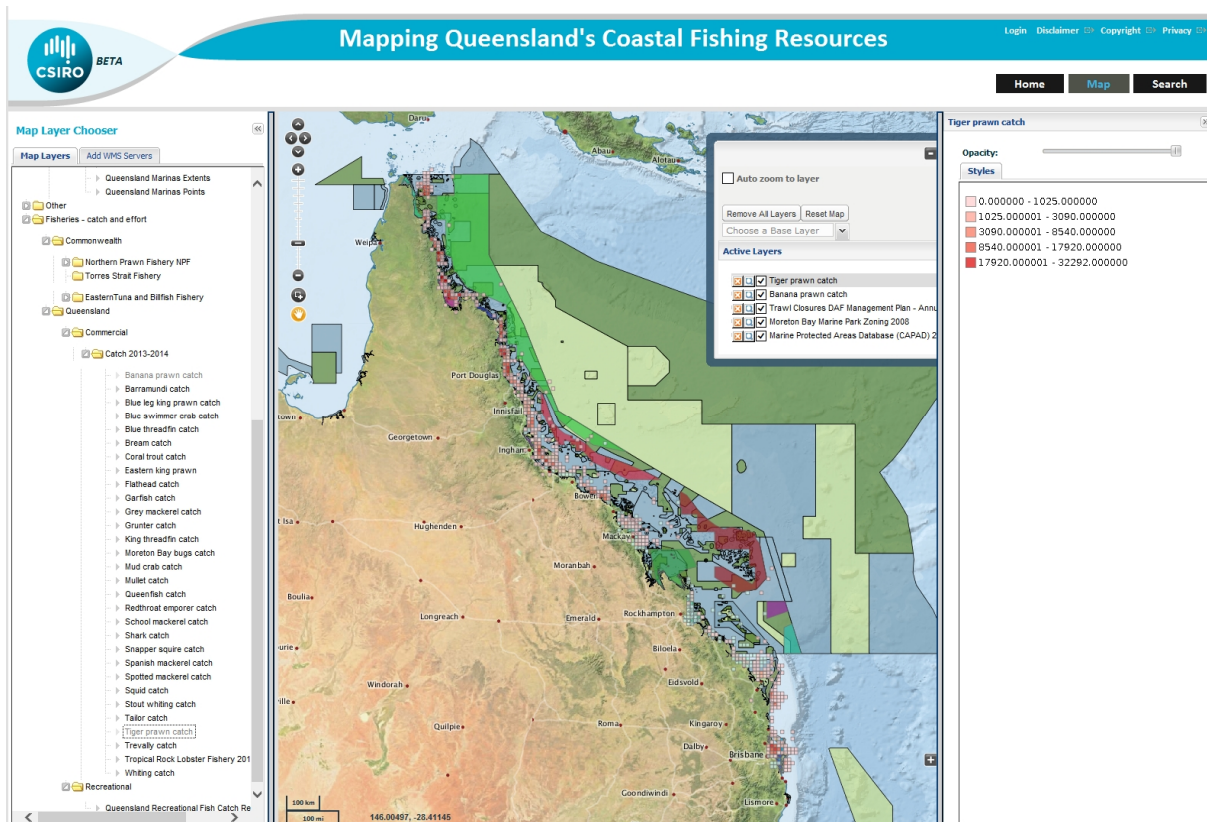 CSIRO
BETA
Mapping Queensland's Coastal Fishing Resources
Login Disclaimer Copyright Privacy
Home Map Search
Map Layer Chooser
Map Layers Add WMS Servers
Queensland Marinas Extents
Queensland Marinas Points
Other
Fisheries - catch and effort
Commonwealth
Northern Prawn Fishery NPF
Torres Strait Fishery
EasternTuna and Billfish Fishery
Queensland
Commercial
Catch 2013-2014
Banana prawn catch
Barramundi catch
Blue leg king prawn catch
Blue swimmer crab catch
Blue threadfin catch
Bream catch
Coral trout catch
Eastern king prawn
Flathead catch
Garfish catch
Grey mackerel catch
Grunter catch
King threadfin catch
Moreton Bay bugs catch
Mud crab catch
Mullet catch
Queenfish catch
Redthroat emporer catch
School mackerel catch
Shark catch
Snapper squire catch
Spanish mackerel catch
Spotted mackerel catch
Squid catch
Stout whiting catch
Tailor catch
Tiger prawn catch
Trevally catch
Tropical Rock Lobster Fishery 201
Whiting catch
Recreational
Queensland Recreational Fish Catch Re
Daru
Abau
Alotau
Weipa
Port Douglas
Innisfail
town
Georgetown
Ingham
Bowen
t Isa
Hughenden
Mackay
Moranbah
Boulia
Longreach
Emerald
Rockhampton
urie
Biloela
Windorah
Eidsvold
ville
Quilpie
Roma
Kingaroy
Dalby
Brisbane
Goondiwindi
Lismore
100 km
100 mi
146.00497, -28.41145
Auto zoom to layer
Remove All Layers Reset Map
Choose a Base Layer
Active Layers
Tiger prawn catch
Banana prawn catch
Trawl Closures DAF Management Plan - Annu
Moreton Bay Marine Park Zoning 2008
Marine Protected Areas Database (CAPAD) 2
Tiger prawn catch
Opacity:
Styles
0.000000 - 1025.000000
1025.000001 - 3090.000000
3090.000001 - 8540.000000
8540.000001 - 17920.000000
17920.000001 - 32292.000000